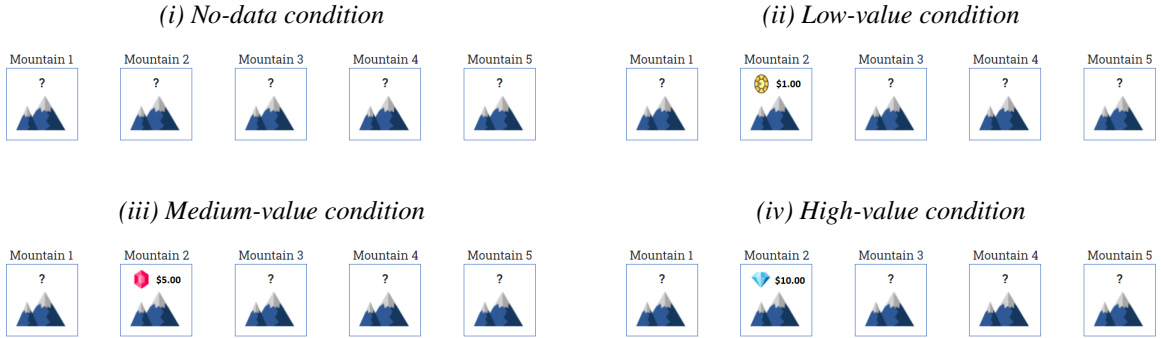 (i) No-data condition
Mountain 1 Mountain 2 Mountain 3 Mountain 4 Mountain 5
? ? ? ? ?
(ii) Low-value condition
Mountain 1 Mountain 2 Mountain 3 Mountain 4 Mountain 5
? $1.00 ? ? ?
(iii) Medium-value condition
Mountain 1 Mountain 2 Mountain 3 Mountain 4 Mountain 5
? $5.00 ? ? ?
(iv) High-value condition
Mountain 1 Mountain 2 Mountain 3 Mountain 4 Mountain 5
? $10.00 ? ? ?